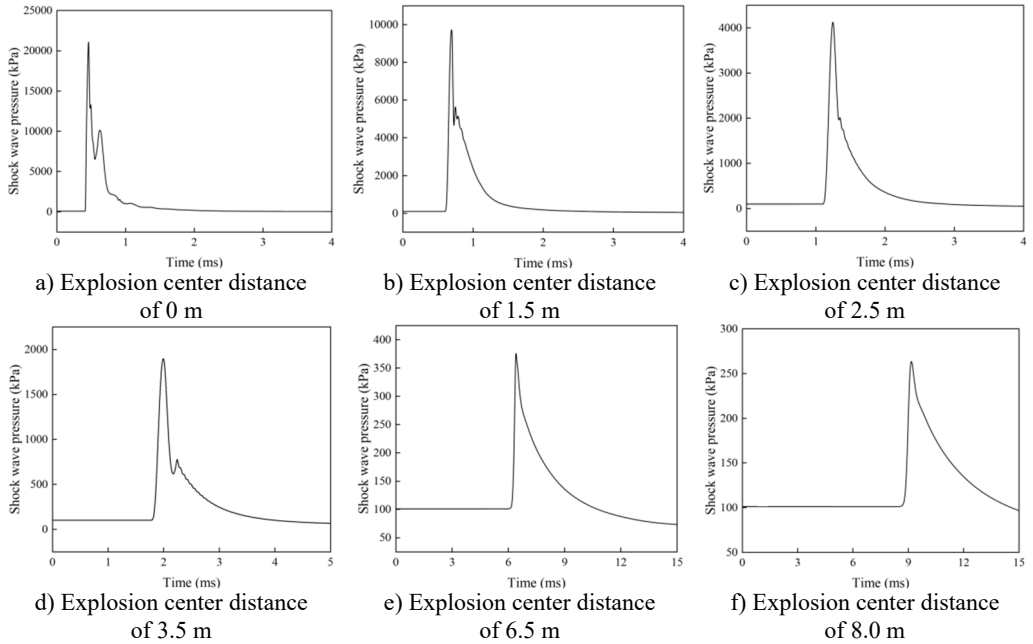 25000
20000
15000
10000
5000
0
Shock wave pressure (kPa)
0 1 2 3 4
Time (ms)
a) Explosion center distance
of 0 m
10000
8000
6000
4000
2000
0
Shock wave pressure (kPa)
0 1 2 3 4
Time (ms)
b) Explosion center distance
of 1.5 m
4000
3000
2000
1000
0
Shock wave pressure (kPa)
0 1 2 3 4
Time (ms)
c) Explosion center distance
of 2.5 m
2000
1500
1000
500
0
Shock wave pressure (kPa)
0 1 2 3 4 5
Time (ms)
d) Explosion center distance
of 3.5 m
400
350
300
250
200
150
100
50
Shock wave pressure (kPa)
0 3 6 9 12 15
Time (ms)
e) Explosion center distance
of 6.5 m
300
250
200
150
100
50
Shock wave pressure (kPa)
0 3 6 9 12 15
Time (ms)
f) Explosion center distance
of 8.0 m